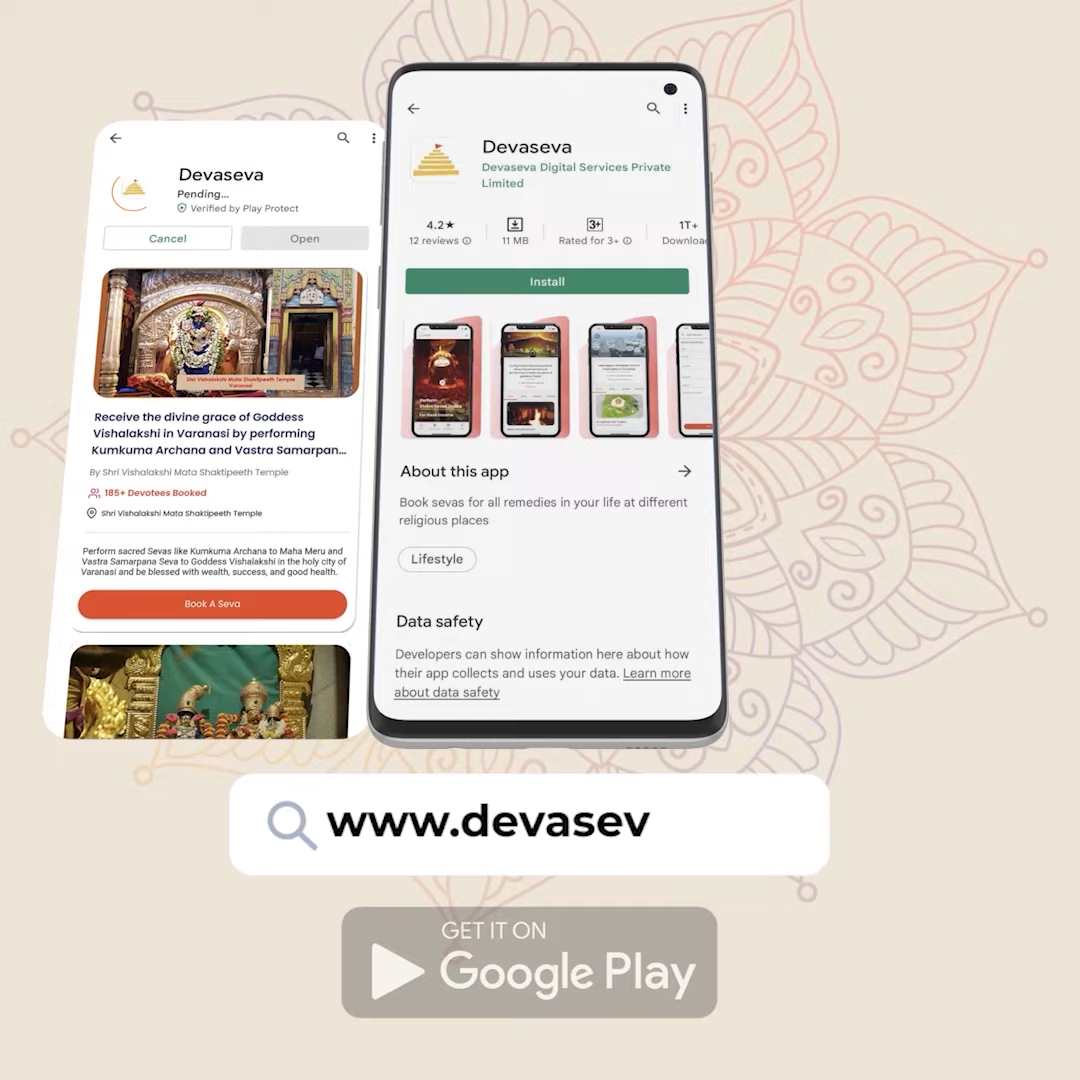 Devaseva
Pending...
Verified by Play Protect
Cancel
Open
Shri Vishalakshi Mata Shaktipeeth Temple
Varanasi
Receive the divine grace of Goddess
Vishalakshi in Varanasi by performing
Kumkuma Archana and Vastra Samarpan...
By Shri Vishalakshi Mata Shaktipeeth Temple
185+ Devotees Booked
Shri Vishalakshi Mata Shaktipeeth Temple
Perform sacred Sevas like Kumkuma Archana to Maha Meru and
Vastra Samarpana Seva to Goddess Vishalakshi in the holy city of
Varanasi and be blessed with wealth, success, and good health.
Book A Seva
Devaseva
Devaseva Digital Services Private
Limited
4.2★
12 reviews
11 MB
3+
Rated for 3+
1T+
Downloa
Install
About this app
Book sevas for all remedies in your life at different
religious places
Lifestyle
Data safety
Developers can show information here about how
their app collects and uses your data. Learn more
about data safety
www.devasev
GET IT ON
Google Play